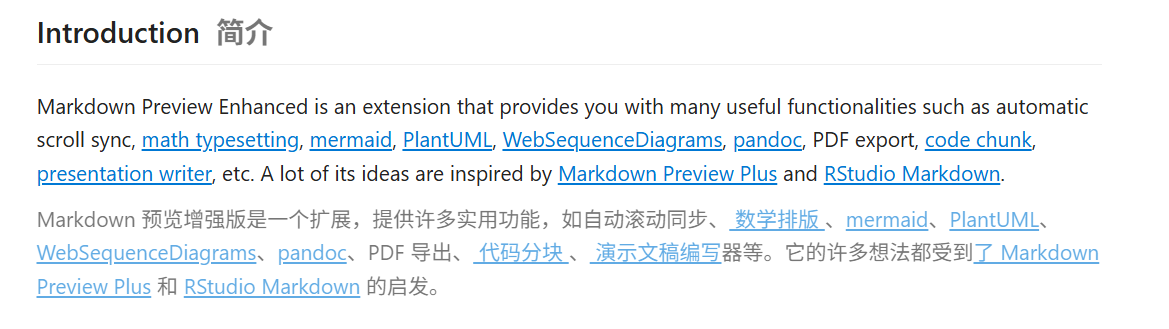 Introduction 简介
Markdown Preview Enhanced is an extension that provides you with many useful functionalities such as automatic
scroll sync, math typesetting, mermaid, PlantUML, WebSequenceDiagrams, pandoc, PDF export, code chunk,
presentation writer, etc. A lot of its ideas are inspired by Markdown Preview Plus and RStudio Markdown.
Markdown 预览增强版是一个扩展，提供许多实用功能，如自动滚动同步、 数学排版 、mermaid、PlantUML、
WebSequenceDiagrams、pandoc、PDF 导出、 代码分块 、 演示文稿编写器等。它的许多想法都受到了 Markdown
Preview Plus 和 RStudio Markdown 的启发。